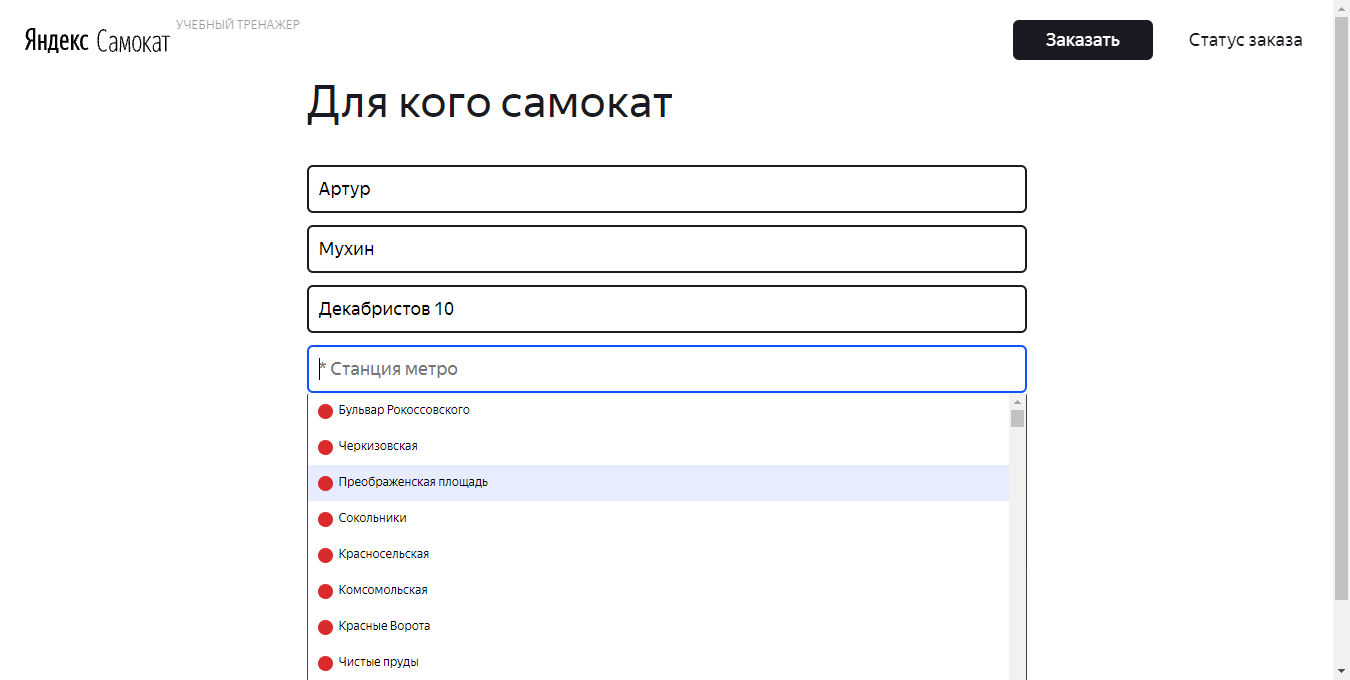 УЧЕБНЫЙ ТРЕНАЖЕР
Яндекс Самокат
Заказать
Статус заказа
Для кого самокат
Артур
Мухин
Декабристов 10
* Станция метро
Бульвар Рокоссовского
Черкизовская
Преображенская площадь
Сокольники
Красносельская
Комсомольская
Красные Ворота
Чистые пруды